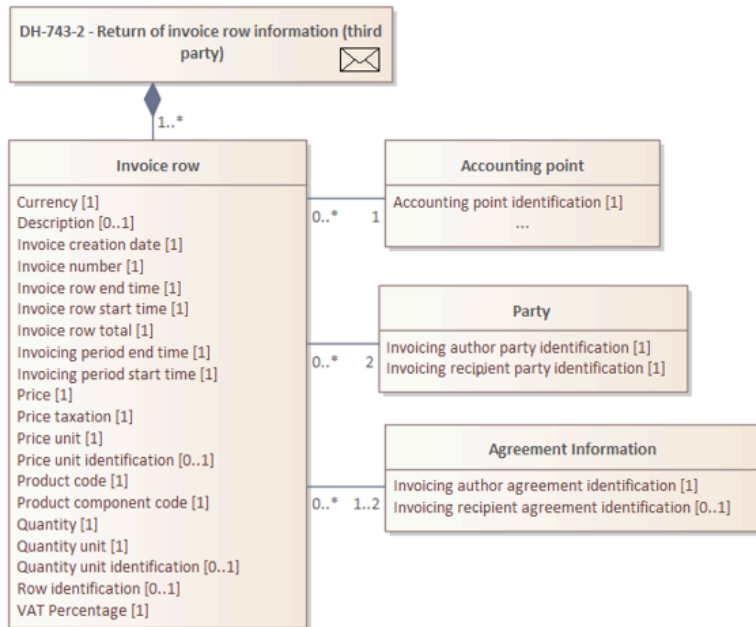 DH-743-2 - Return of invoice row information (third
party)
1..*
Invoice row
Currency [1]
Description [0..1]
Invoice creation date [1]
Invoice number [1]
Invoice row end time [1]
Invoice row start time [1]
Invoice row total [1]
Invoicing period end time [1]
Invoicing period start time [1]
Price [1]
Price taxation [1]
Price unit [1]
Price unit identification [0..1]
Product code [1]
Product component code [1]
Quantity [1]
Quantity unit [1]
Quantity unit identification [0..1]
Row identification [0..1]
VAT Percentage [1]
0..* 1
Accounting point
Accounting point identification [1]
...
0..* 2
Party
Invoicing author party identification [1]
Invoicing recipient party identification [1]
0..* 1..2
Agreement Information
Invoicing author agreement identification [1]
Invoicing recipient agreement identification [0..1]